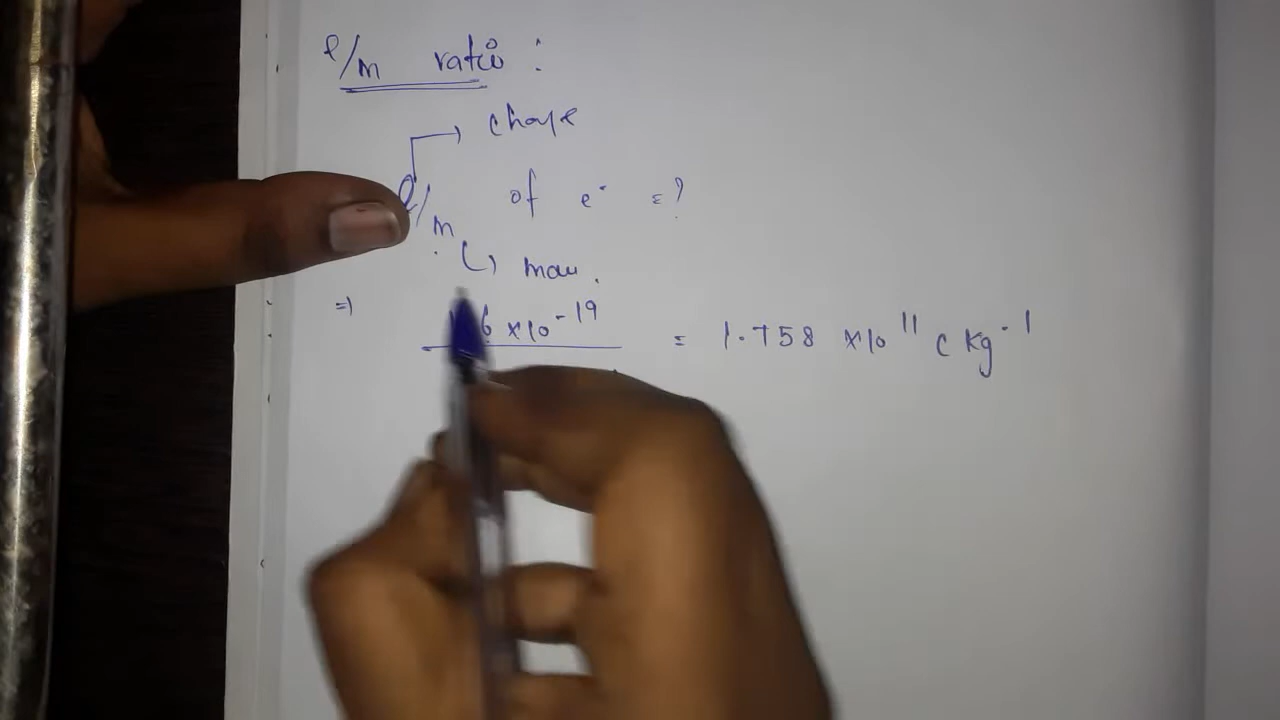 e/m ratio :
→ charge
e/m of e⁻ = ?
↳ mass.
⇒ 6 × 10⁻¹⁹ = 1.758 × 10¹¹ C kg⁻¹